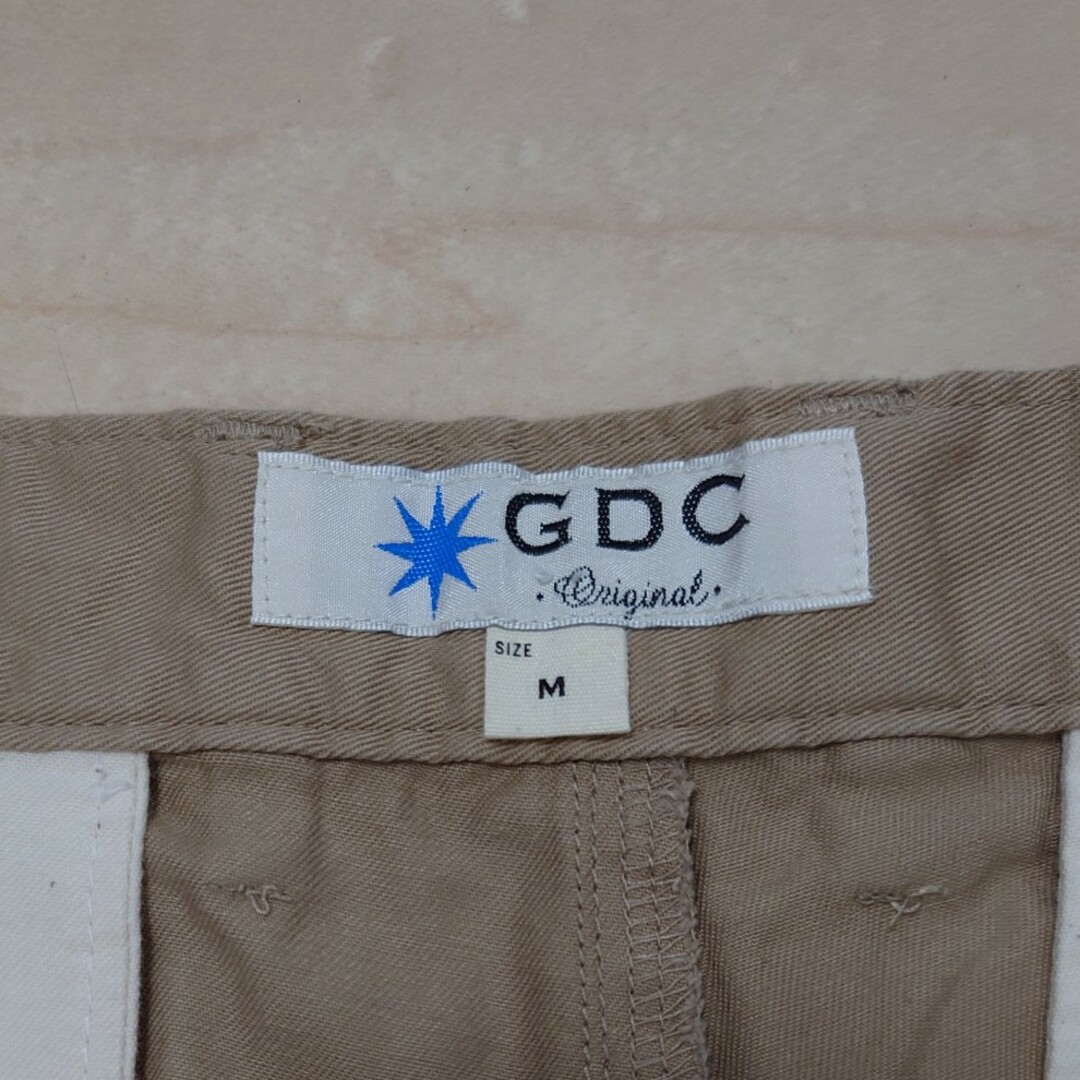 GDC
· Original ·
SIZE
M